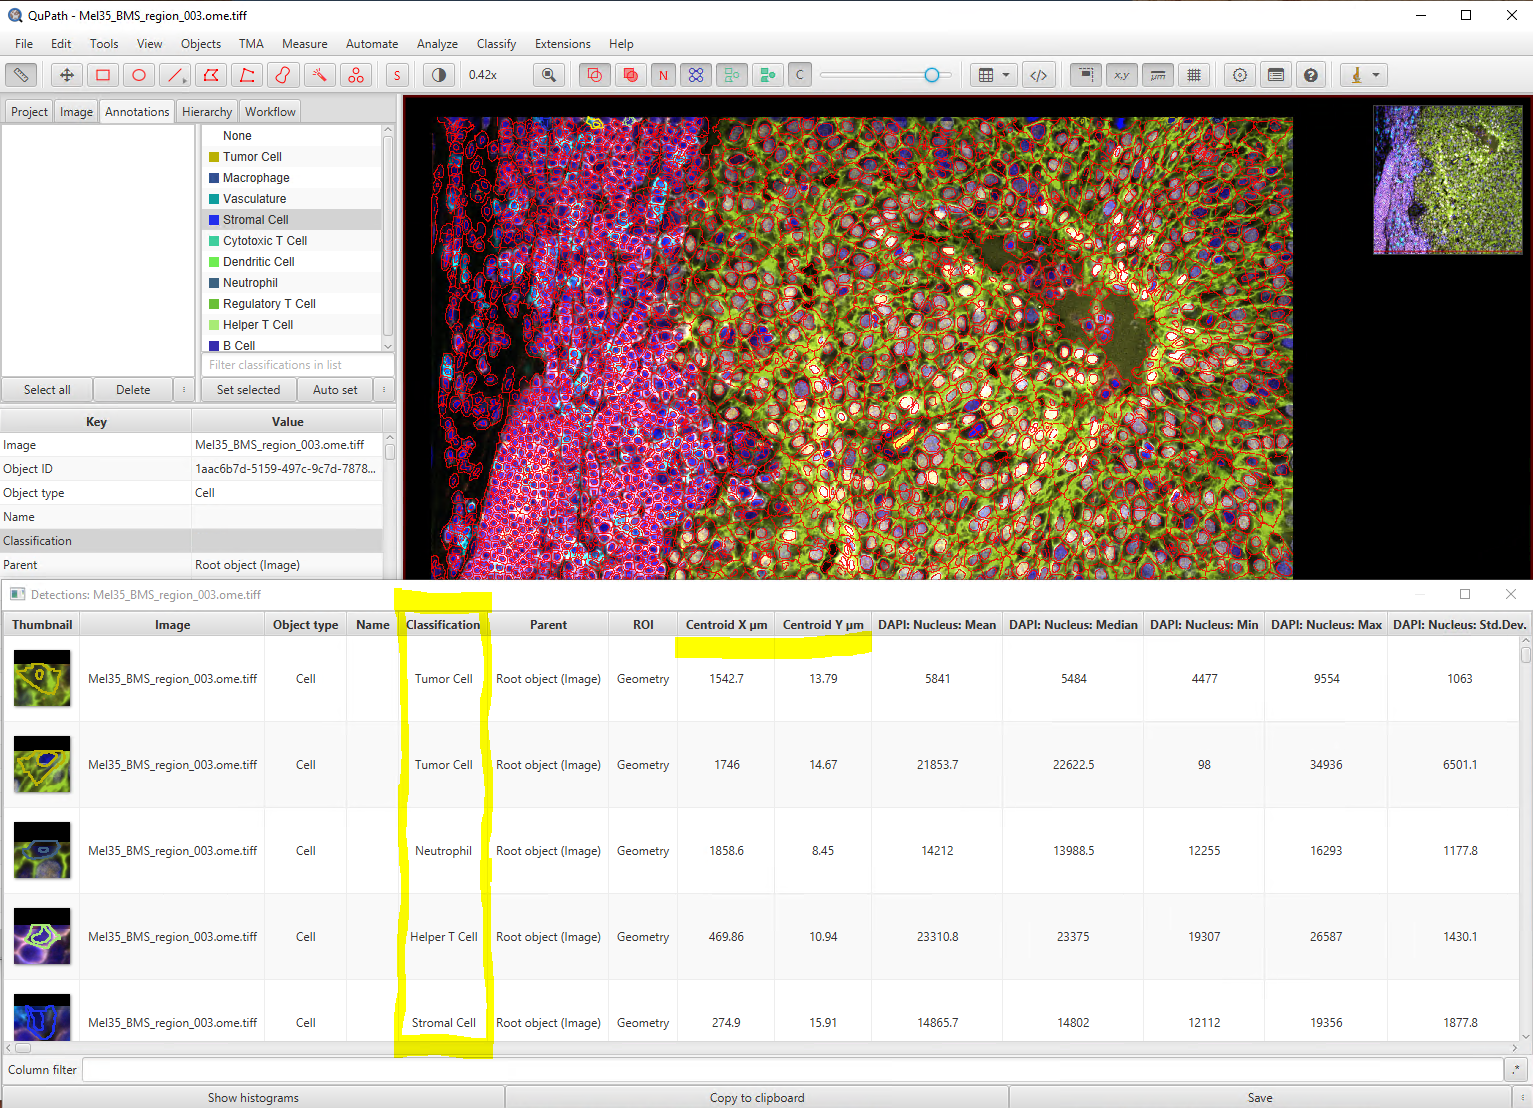 QuPath - Mel35_BMS_region_003.ome.tiff
File Edit Tools View Objects TMA Measure Automate Analyze Classify Extensions Help
S 0.42x N C </> x,y μm ?
Project Image Annotations Hierarchy Workflow
None
Tumor Cell
Macrophage
Vasculature
Stromal Cell
Cytotoxic T Cell
Dendritic Cell
Neutrophil
Regulatory T Cell
Helper T Cell
B Cell
Filter classifications in list
Select all Delete Set selected Auto set
Key Value
Image Mel35_BMS_region_003.ome.tiff
Object ID 1aac6b7d-5159-497c-9c7d-7878...
Object type Cell
Name
Classification
Parent Root object (Image)
Detections: Mel35_BMS_region_003.ome.tiff
Thumbnail Image Object type Name Classification Parent ROI Centroid X μm Centroid Y μm DAPI: Nucleus: Mean DAPI: Nucleus: Median DAPI: Nucleus: Min DAPI: Nucleus: Max DAPI: Nucleus: Std.Dev.
Mel35_BMS_region_003.ome.tiff Cell Tumor Cell Root object (Image) Geometry 1542.7 13.79 5841 5484 4477 9554 1063
Mel35_BMS_region_003.ome.tiff Cell Tumor Cell Root object (Image) Geometry 1746 14.67 21853.7 22622.5 98 34936 6501.1
Mel35_BMS_region_003.ome.tiff Cell Neutrophil Root object (Image) Geometry 1858.6 8.45 14212 13988.5 12255 16293 1177.8
Mel35_BMS_region_003.ome.tiff Cell Helper T Cell Root object (Image) Geometry 469.86 10.94 23310.8 23375 19307 26587 1430.1
Mel35_BMS_region_003.ome.tiff Cell Stromal Cell Root object (Image) Geometry 274.9 15.91 14865.7 14802 12112 19356 1877.8
Column filter .*
Show histograms Copy to clipboard Save